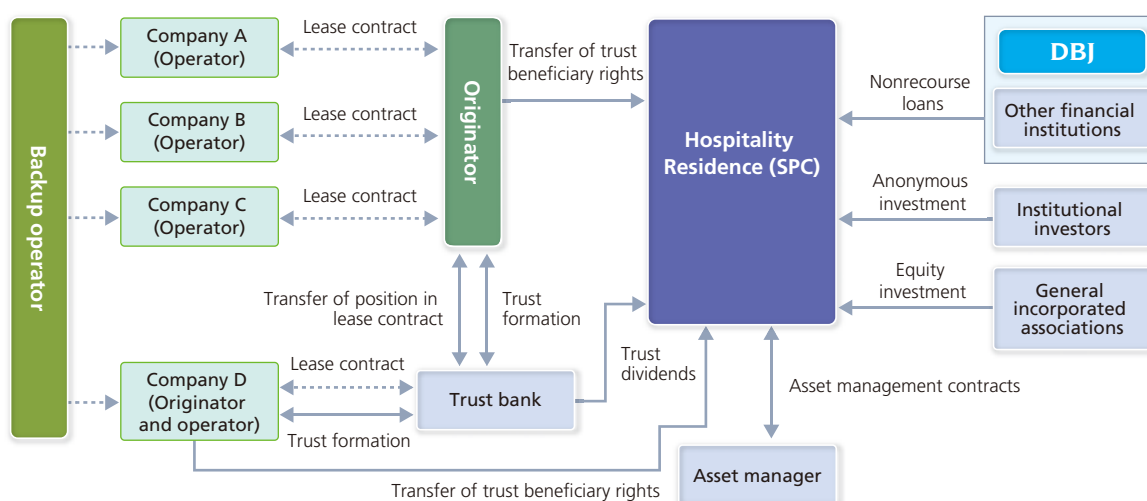 Backup operator
Company A
(Operator)
Lease contract
Company B
(Operator)
Lease contract
Company C
(Operator)
Lease contract
Originator
Transfer of trust
beneficiary rights
Hospitality
Residence (SPC)
Nonrecourse
loans
DBJ
Other financial
institutions
Anonymous
investment
Institutional
investors
Equity
investment
General
incorporated
associations
Transfer of position in
lease contract
Trust
formation
Company D
(Originator
and operator)
Lease contract
Trust formation
Trust bank
Trust
dividends
Asset management contracts
Transfer of trust beneficiary rights
Asset manager